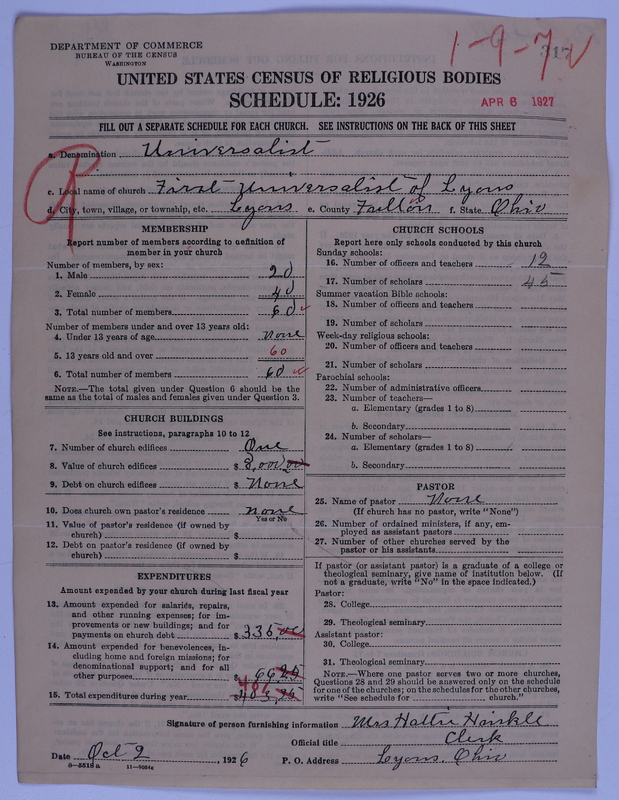 DEPARTMENT OF COMMERCE
BUREAU OF THE CENSUS
WASHINGTON
1-9-7
317
UNITED STATES CENSUS OF RELIGIOUS BODIES
SCHEDULE: 1926
APR 6 1927
FILL OUT A SEPARATE SCHEDULE FOR EACH CHURCH. SEE INSTRUCTIONS ON THE BACK OF THIS SHEET
R
a. Denomination Universalist
c. Local name of church First Universalist of Lyons
d. City, town, village, or township, etc. Lyons e. County Fulton f. State Ohio
MEMBERSHIP
Report number of members according to definition of
member in your church
Number of members, by sex:
1. Male 20
2. Female 40
3. Total number of members 60
Number of members under and over 13 years old:
4. Under 13 years of age None
5. 13 years old and over 60
6. Total number of members 60
NOTE.—The total given under Question 6 should be the
same as the total of males and females given under Question 3.
CHURCH BUILDINGS
See instructions, paragraphs 10 to 12
7. Number of church edifices One
8. Value of church edifices $ 8,000,00
9. Debt on church edifices $ None
10. Does church own pastor's residence none
Yes or No
11. Value of pastor's residence (if owned by
church) $
12. Debt on pastor's residence (if owned by
church) $
EXPENDITURES
Amount expended by your church during last fiscal year
13. Amount expended for salaries, repairs,
and other running expenses; for im-
provements or new buildings; and for
payments on church debt $ 335,00
14. Amount expended for benevolences, in-
cluding home and foreign missions; for
denominational support; and for all
other purposes $ 66
15. Total expenditures during year $
CHURCH SCHOOLS
Report here only schools conducted by this church
Sunday schools:
16. Number of officers and teachers 12
17. Number of scholars 45
Summer vacation Bible schools:
18. Number of officers and teachers
19. Number of scholars
Week-day religious schools:
20. Number of officers and teachers
21. Number of scholars
Parochial schools:
22. Number of administrative officers
23. Number of teachers—
a. Elementary (grades 1 to 8)
b. Secondary
24. Number of scholars—
a. Elementary (grades 1 to 8)
b. Secondary
PASTOR
25. Name of pastor None
(If church has no pastor, write "None")
26. Number of ordained ministers, if any, em-
ployed as assistant pastors
27. Number of other churches served by the
pastor or his assistants
If pastor (or assistant pastor) is a graduate of a college or
theological seminary, give name of institution below. (If
not a graduate, write "No" in the space indicated.)
Pastor:
28. College
29. Theological seminary
Assistant pastor:
30. College
31. Theological seminary
NOTE.—Where one pastor serves two or more churches,
Questions 28 and 29 should be answered only on the schedule
for one of the churches; on the schedules for the other churches,
write "See schedule for church."
Signature of person furnishing information Mrs Hattie Hinkle
Official title Clerk
Date Oct 2, 1926 P. O. Address Lyons, Ohio